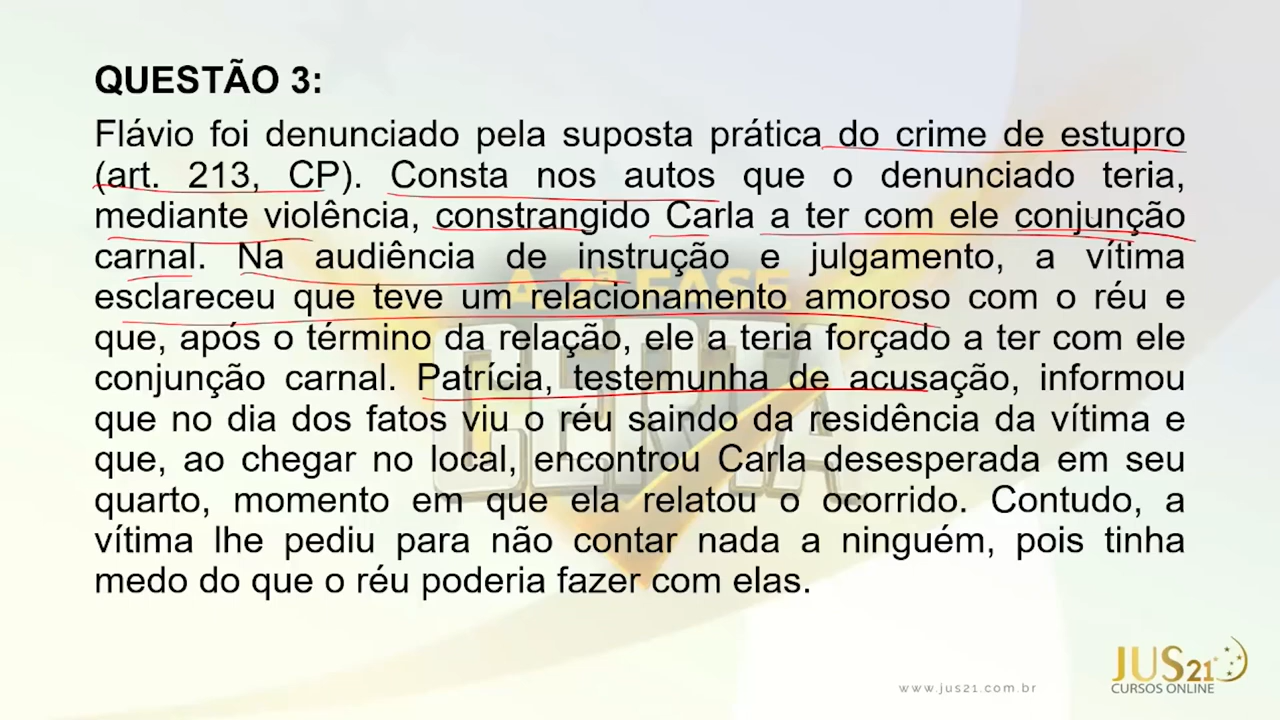 QUESTÃO 3:
Flávio foi denunciado pela suposta prática do crime de estupro
(art. 213, CP). Consta nos autos que o denunciado teria,
mediante violência, constrangido Carla a ter com ele conjunção
carnal. Na audiência de instrução e julgamento, a vítima
esclareceu que teve um relacionamento amoroso com o réu e
que, após o término da relação, ele a teria forçado a ter com ele
conjunção carnal. Patrícia, testemunha de acusação, informou
que no dia dos fatos viu o réu saindo da residência da vítima e
que, ao chegar no local, encontrou Carla desesperada em seu
quarto, momento em que ela relatou o ocorrido. Contudo, a
vítima lhe pediu para não contar nada a ninguém, pois tinha
medo do que o réu poderia fazer com elas.
A 2ª FASE
CERTA
JUS21
CURSOS ONLINE
www.jus21.com.br